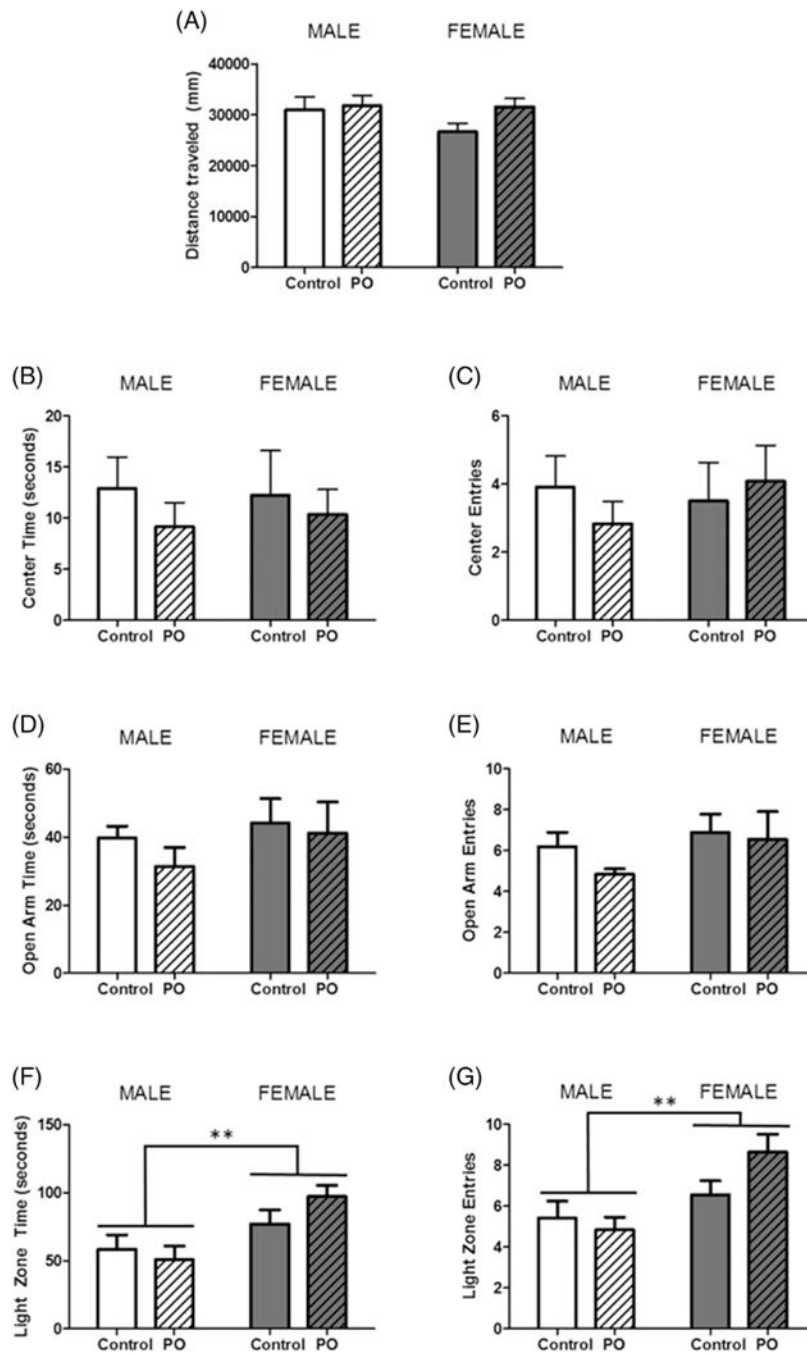 (A)
MALE FEMALE
Distance traveled (mm)
40000
30000
20000
10000
0
Control PO Control PO
(B)
MALE FEMALE
Center Time (seconds)
20
15
10
5
0
Control PO Control PO
(C)
MALE FEMALE
Center Entries
6
4
2
0
Control PO Control PO
(D)
MALE FEMALE
Open Arm Time (seconds)
60
40
20
0
Control PO Control PO
(E)
MALE FEMALE
Open Arm Entries
10
8
6
4
2
0
Control PO Control PO
(F)
MALE FEMALE
Light Zone Time (seconds)
150
100
50
0
**
Control PO Control PO
(G)
MALE FEMALE
Light Zone Entries
10
8
6
4
2
0
**
Control PO Control PO